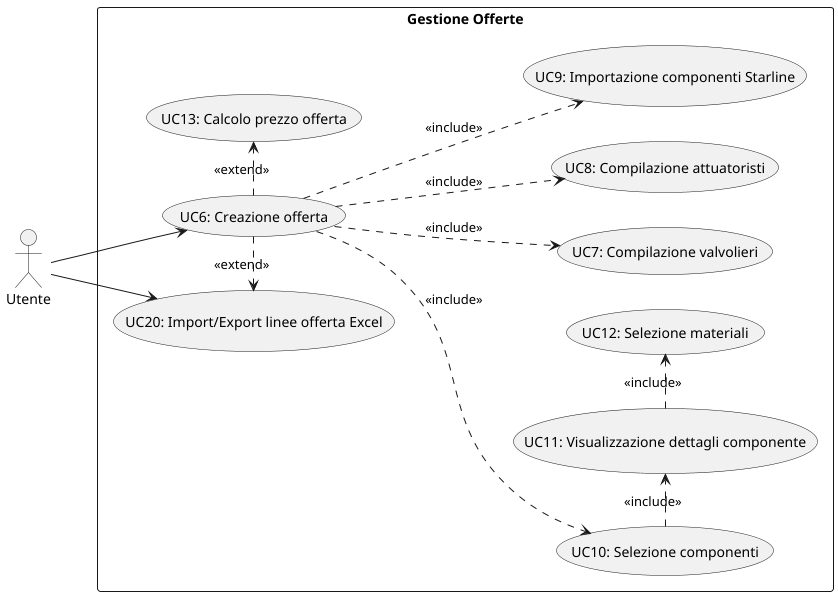 Gestione Offerte
UC9: Importazione componenti Starline
UC13: Calcolo prezzo offerta
«include»
«extend»
UC8: Compilazione attuatoristi
«include»
UC6: Creazione offerta
«include»
UC7: Compilazione valvolieri
Utente
«extend»
«include»
UC20: Import/Export linee offerta Excel
UC12: Selezione materiali
«include»
UC11: Visualizzazione dettagli componente
«include»
UC10: Selezione componenti